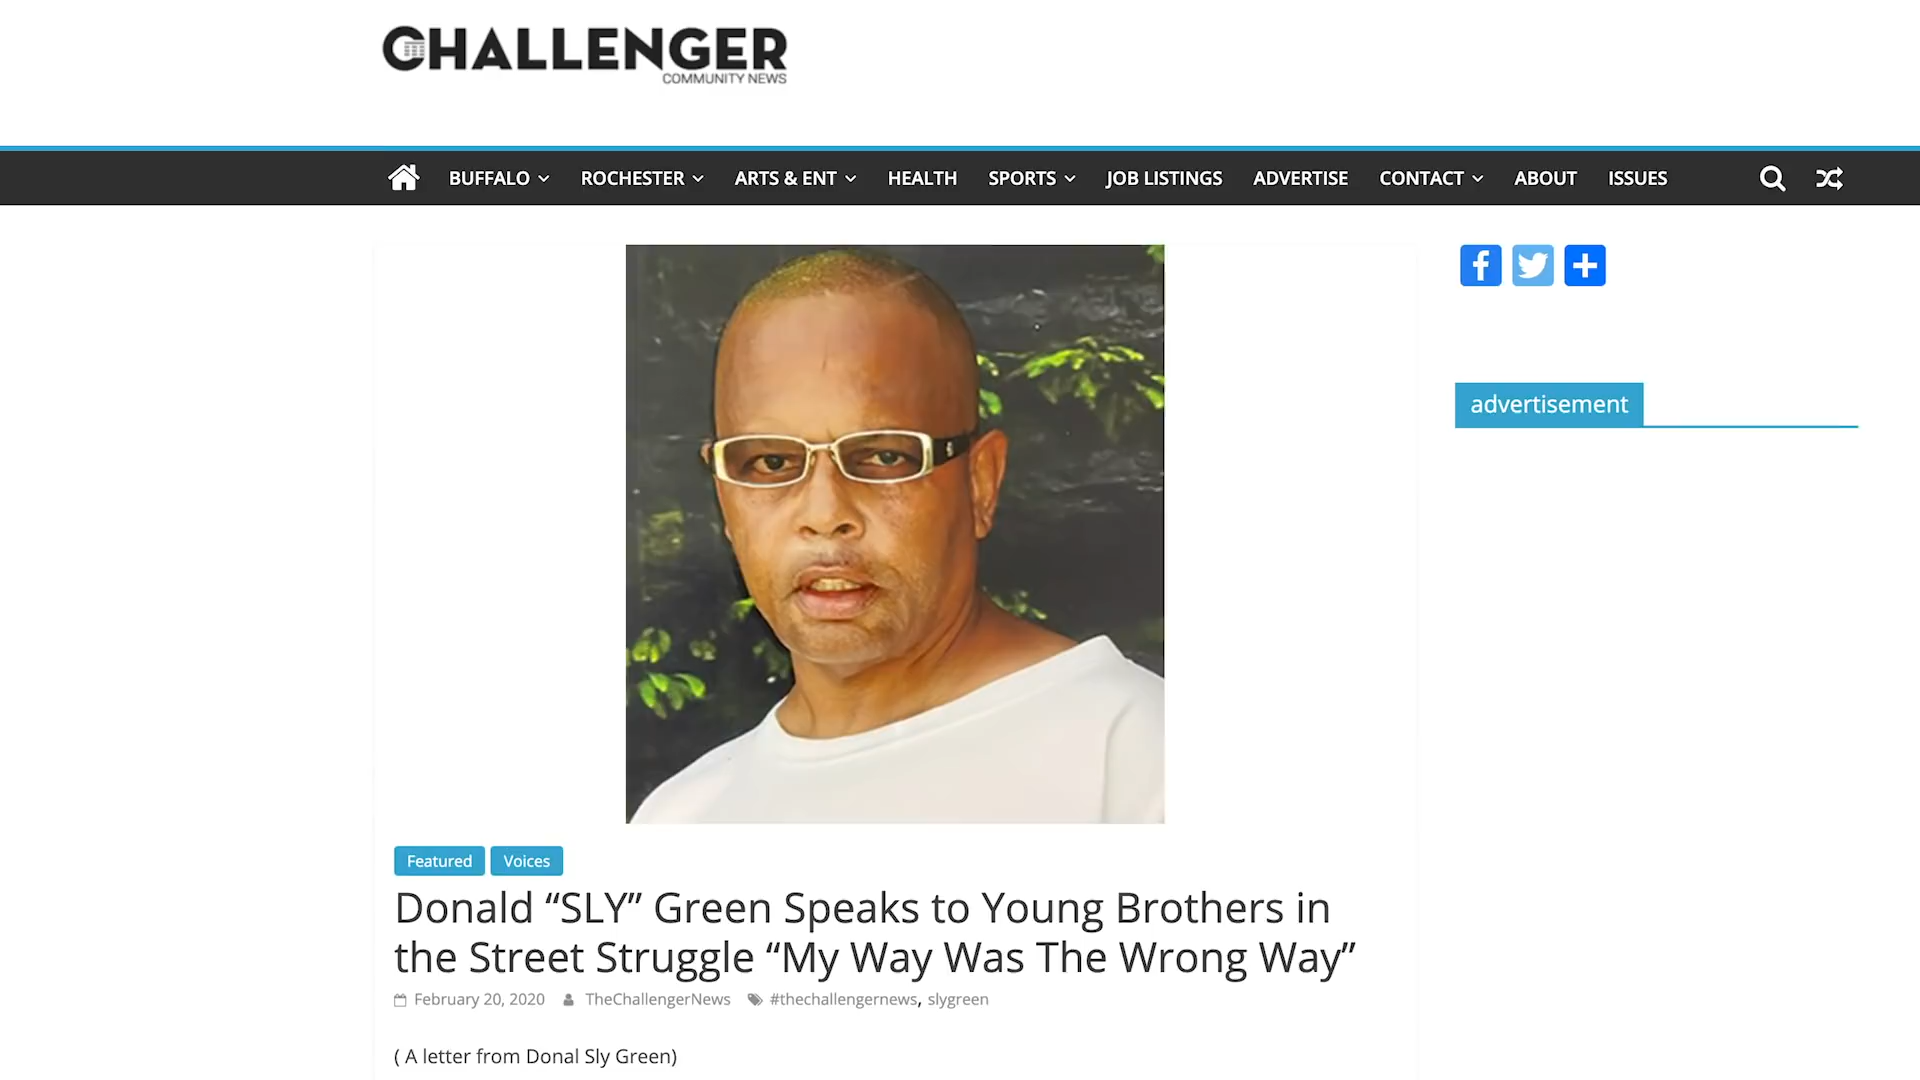 CHALLENGER
COMMUNITY NEWS
BUFFALO ROCHESTER ARTS & ENT HEALTH SPORTS JOB LISTINGS ADVERTISE CONTACT ABOUT ISSUES
advertisement
Featured Voices
Donald “SLY” Green Speaks to Young Brothers in
the Street Struggle “My Way Was The Wrong Way”
February 20, 2020 TheChallengerNews #thechallengernews, slygreen
( A letter from Donal Sly Green)